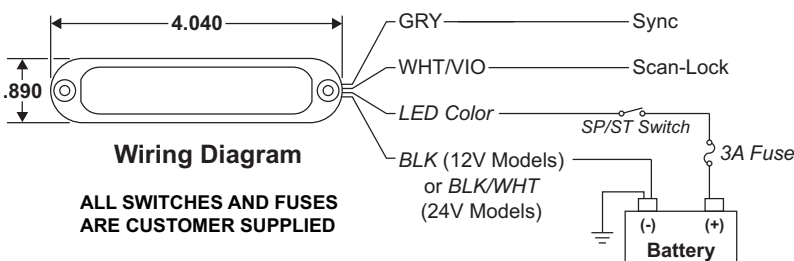 4.040
.890
GRY
Sync
WHT/VIO
Scan-Lock
LED Color
SP/ST Switch
3A Fuse
Wiring Diagram
BLK (12V Models)
or BLK/WHT
(24V Models)
ALL SWITCHES AND FUSES
ARE CUSTOMER SUPPLIED
(-)
(+)
Battery